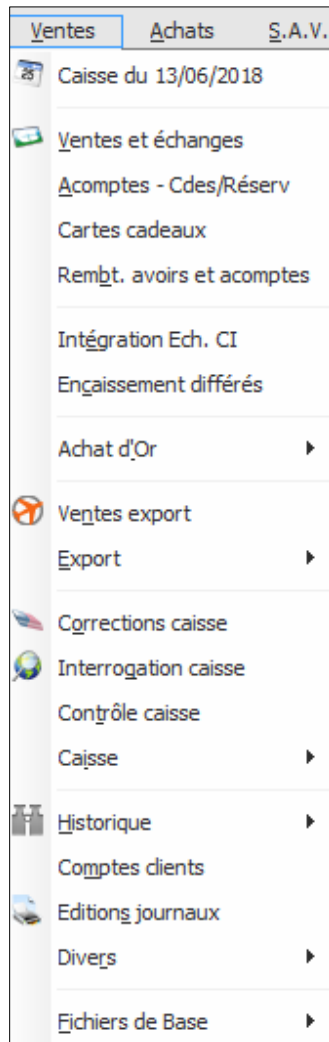 Ventes Achats S.A.V.
25 Caisse du 13/06/2018
Ventes et échanges
Acomptes - Cdes/Réserv
Cartes cadeaux
Rembt. avoirs et acomptes
Intégration Ech. CI
Encaissement différés
Achat d'Or
Ventes export
Export
Corrections caisse
Interrogation caisse
Contrôle caisse
Caisse
Historique
Comptes clients
Editions journaux
Divers
Fichiers de Base